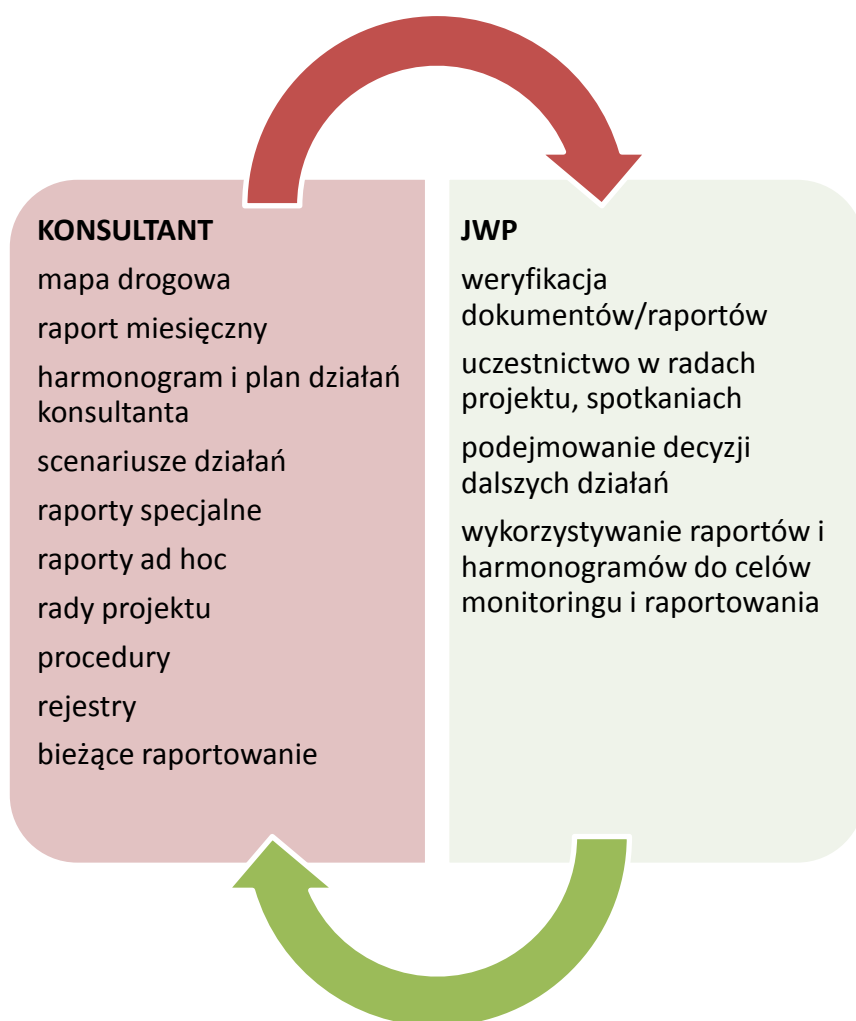 KONSULTANT
mapa drogowa
raport miesięczny
harmonogram i plan działań
konsultanta
scenariusze działań
raporty specjalne
raporty ad hoc
rady projektu
procedury
rejestry
bieżące raportowanie
JWP
weryfikacja
dokumentów/raportów
uczestnictwo w radach
projektu, spotkaniach
podejmowanie decyzji
dalszych działań
wykorzystywanie raportów i
harmonogramów do celów
monitoringu i raportowania